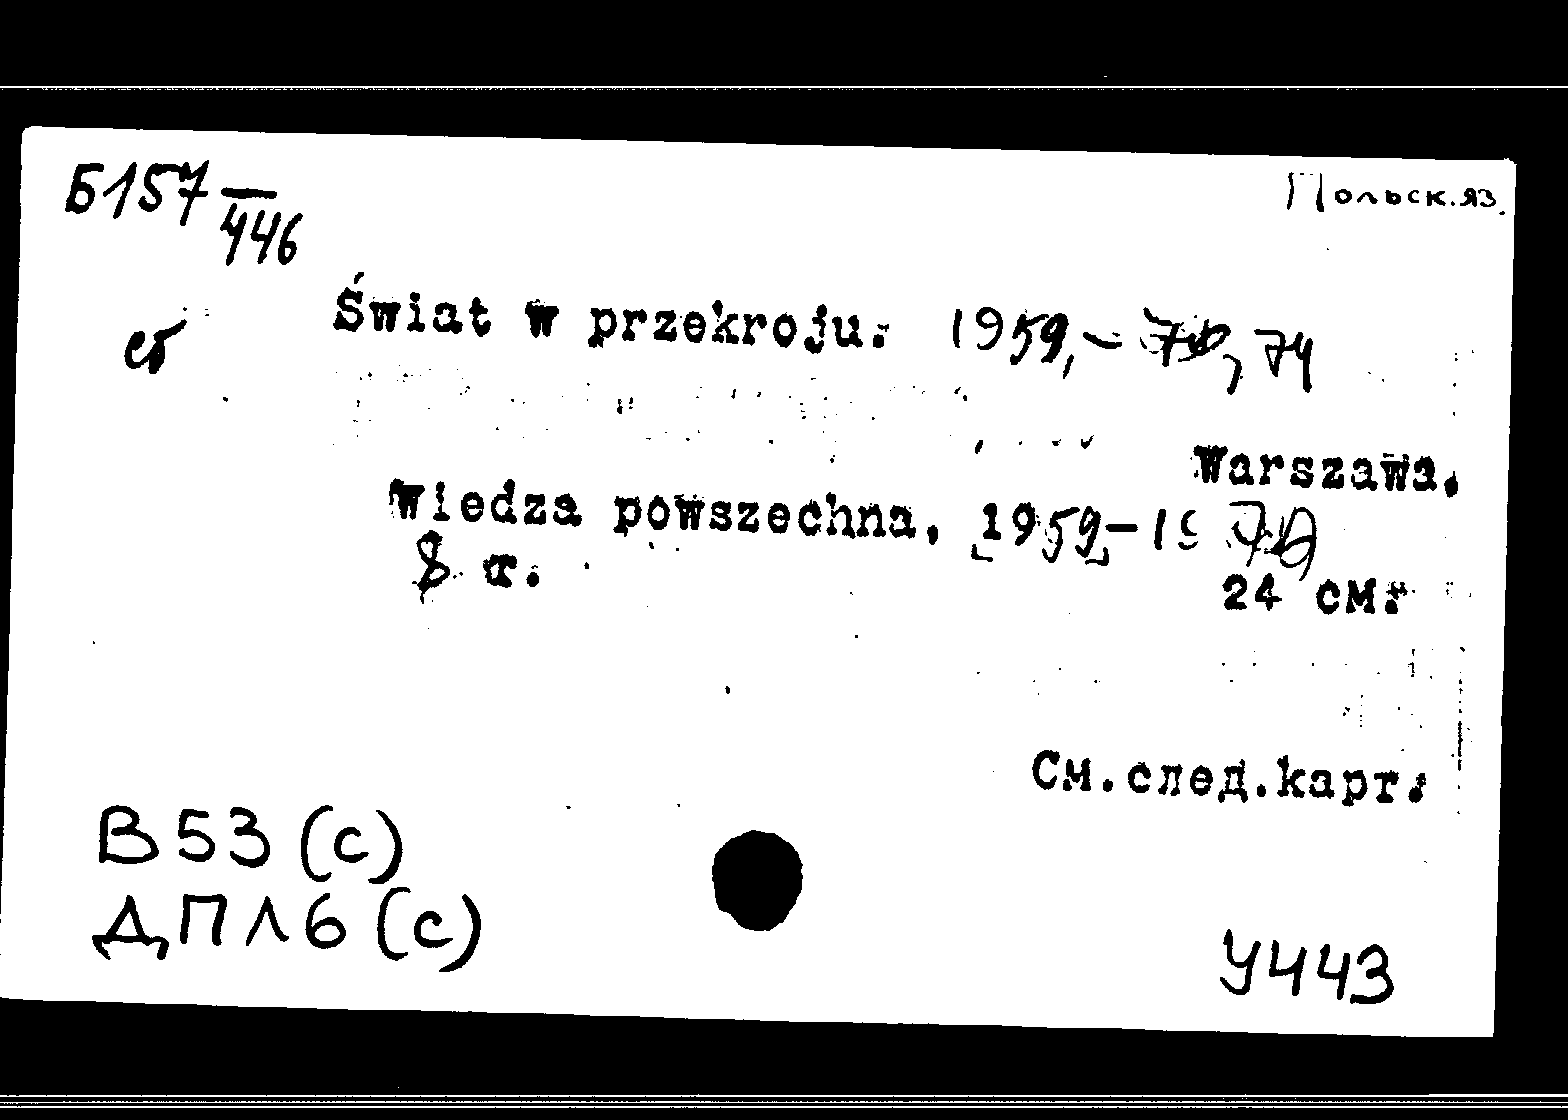 Б157
446
Польск.яз.
сб
Świat w przekroju. 1959,- 74
Warszawa.
Wiedza powszechna, [1959]-19
8 т.
24 см.
См.след.карт.
В53(с)
ДПЛ6(с)
У443